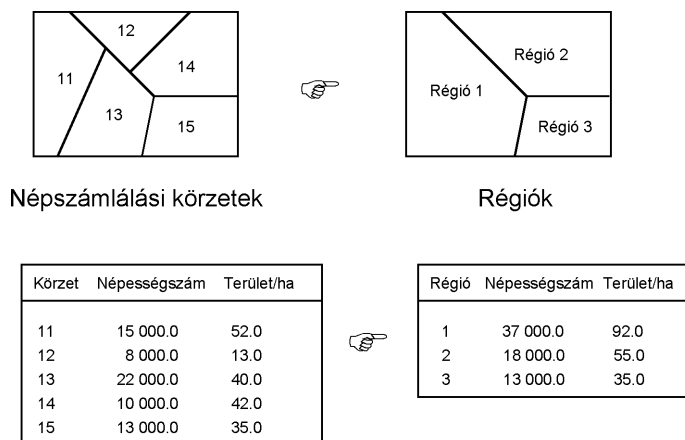 12
11
14
13
15
Régió 2
Régió 1
Régió 3
Népszámlálási körzetek
Régiók
Körzet Népességszám Terület/ha
11 15 000.0 52.0
12 8 000.0 13.0
13 22 000.0 40.0
14 10 000.0 42.0
15 13 000.0 35.0
Régió Népességszám Terület/ha
1 37 000.0 92.0
2 18 000.0 55.0
3 13 000.0 35.0